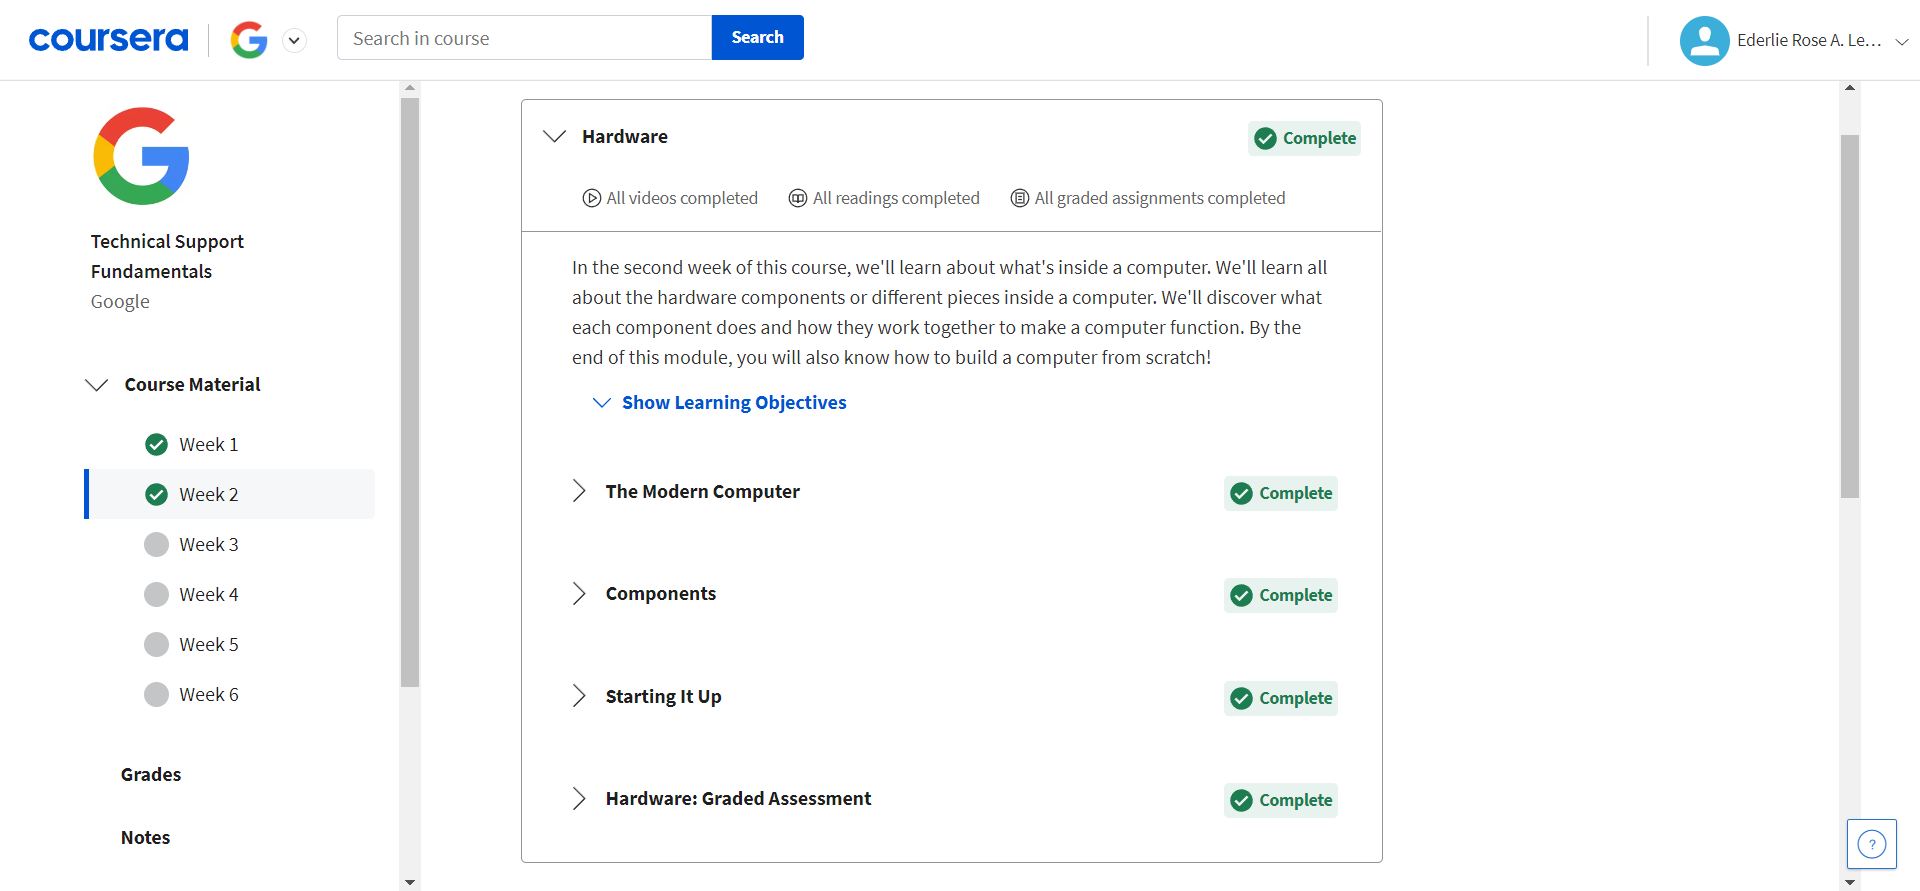 coursera
Search in course
Search
Ederlie Rose A. Le...
Technical Support
Fundamentals
Google
Course Material
Week 1
Week 2
Week 3
Week 4
Week 5
Week 6
Grades
Notes
Hardware
Complete
All videos completed
All readings completed
All graded assignments completed
In the second week of this course, we'll learn about what's inside a computer. We'll learn all
about the hardware components or different pieces inside a computer. We'll discover what
each component does and how they work together to make a computer function. By the
end of this module, you will also know how to build a computer from scratch!
Show Learning Objectives
The Modern Computer
Complete
Components
Complete
Starting It Up
Complete
Hardware: Graded Assessment
Complete
?